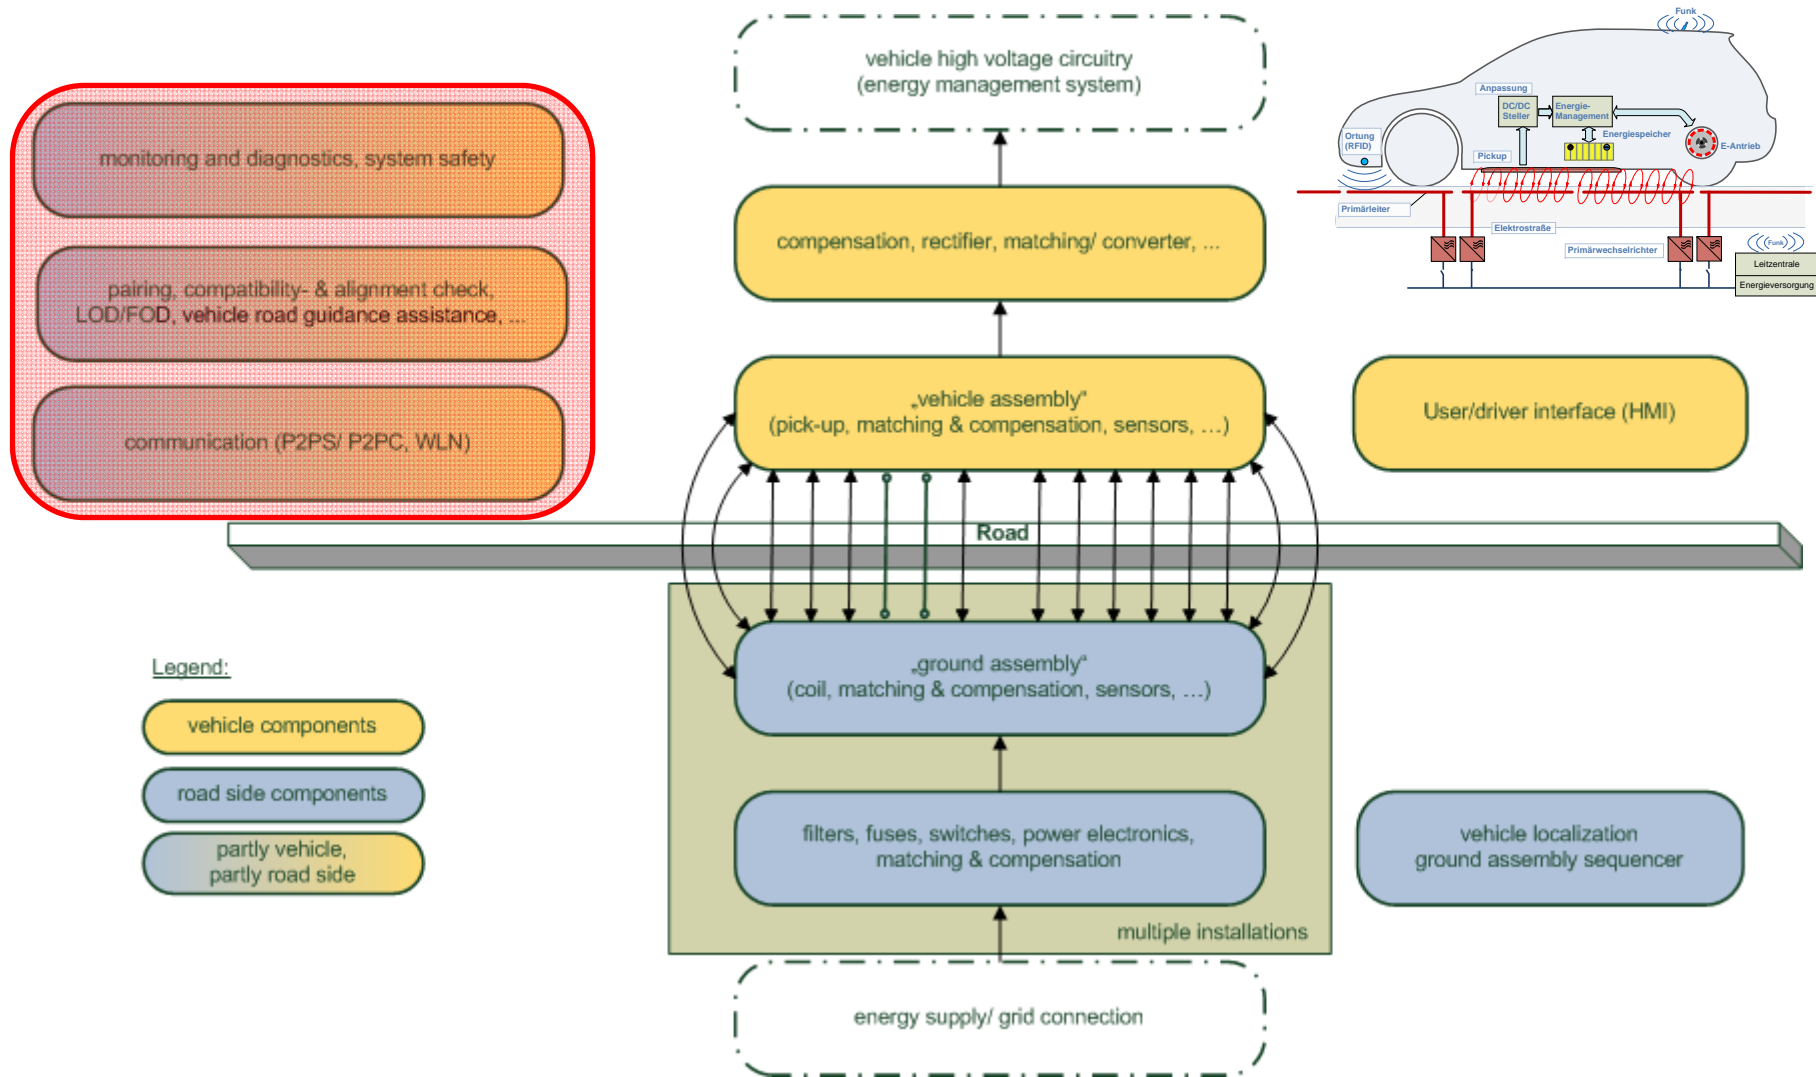 vehicle high voltage circuitry
(energy management system)
monitoring and diagnostics, system safety
pairing, compatibility- & alignment check,
LOD/FOD, vehicle road guidance assistance, ...
communication (P2PS/ P2PC, WLN)
compensation, rectifier, matching/ converter, ...
„vehicle assembly“
(pick-up, matching & compensation, sensors, …)
User/driver interface (HMI)
Road
„ground assembly“
(coil, matching & compensation, sensors, …)
filters, fuses, switches, power electronics,
matching & compensation
multiple installations
vehicle localization
ground assembly sequencer
energy supply/ grid connection
Legend:
vehicle components
road side components
partly vehicle,
partly road side
Funk
Anpassung
DC/DC
Steller
Energie-
Management
Ortung
(RFID)
Energiespeicher
E-Antrieb
Pickup
Primärleiter
Elektrostraße
Primärwechselrichter
Funk
Leitzentrale
Energieversorgung